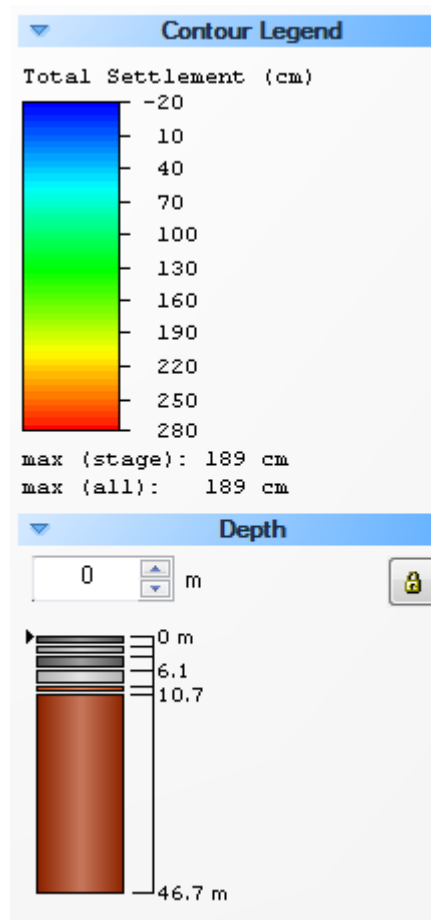 Contour Legend
Total Settlement (cm)
-20
10
40
70
100
130
160
190
220
250
280
max (stage): 189 cm
max (all): 189 cm
Depth
0 m
0 m
6.1
10.7
46.7 m